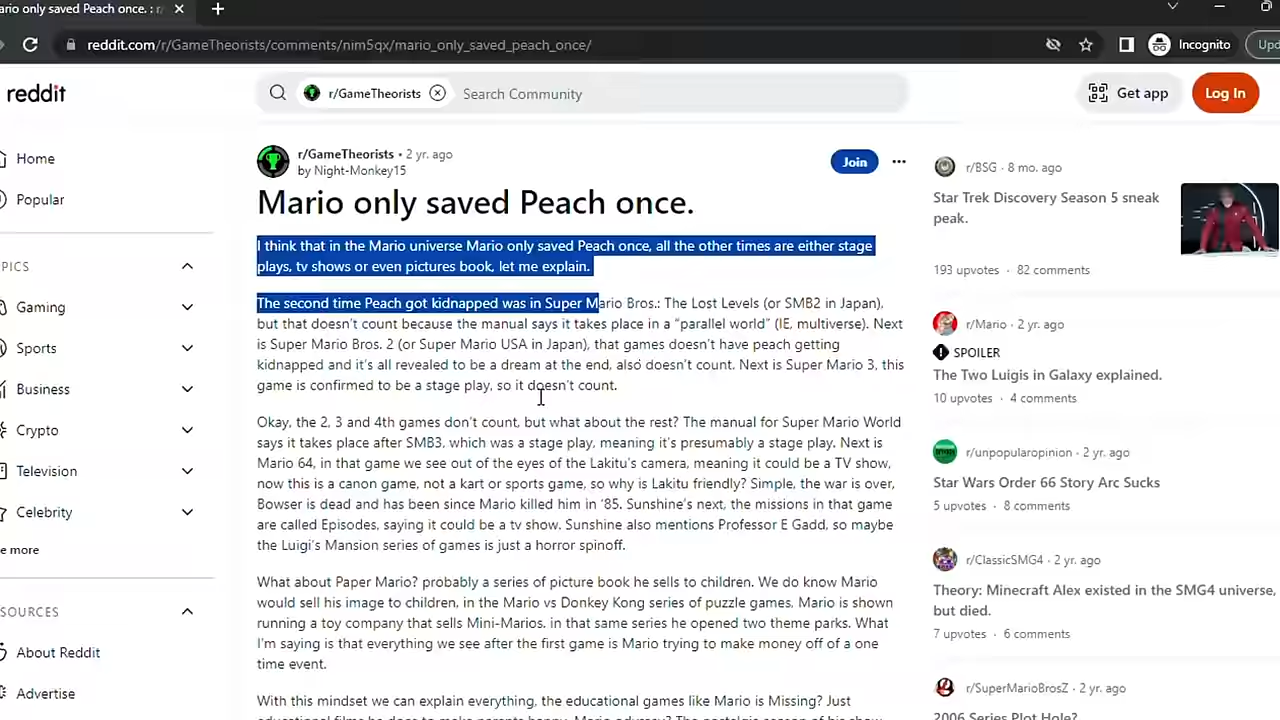 ario only saved Peach once. : r/
reddit.com/r/GameTheorists/comments/nim5qx/mario_only_saved_peach_once/
Incognito
Upd
reddit
r/GameTheorists
Search Community
Get app
Log In
Home
Popular
PICS
Gaming
Sports
Business
Crypto
Television
Celebrity
e more
SOURCES
About Reddit
Advertise
r/GameTheorists • 2 yr. ago
by Night-Monkey15
Join
Mario only saved Peach once.
I think that in the Mario universe Mario only saved Peach once, all the other times are either stage
plays, tv shows or even pictures book, let me explain.
The second time Peach got kidnapped was in Super Mario Bros.: The Lost Levels (or SMB2 in Japan),
but that doesn't count because the manual says it takes place in a “parallel world” (IE, multiverse). Next
is Super Mario Bros. 2 (or Super Mario USA in Japan), that games doesn't have peach getting
kidnapped and it's all revealed to be a dream at the end, also doesn't count. Next is Super Mario 3, this
game is confirmed to be a stage play, so it doesn't count.
Okay, the 2, 3 and 4th games don't count, but what about the rest? The manual for Super Mario World
says it takes place after SMB3, which was a stage play, meaning it's presumably a stage play. Next is
Mario 64, in that game we see out of the eyes of the Lakitu's camera, meaning it could be a TV show,
now this is a canon game, not a kart or sports game, so why is Lakitu friendly? Simple, the war is over,
Bowser is dead and has been since Mario killed him in ‘85. Sunshine's next, the missions in that game
are called Episodes, saying it could be a tv show. Sunshine also mentions Professor E Gadd, so maybe
the Luigi's Mansion series of games is just a horror spinoff.
What about Paper Mario? probably a series of picture book he sells to children. We do know Mario
would sell his image to children, in the Mario vs Donkey Kong series of puzzle games, Mario is shown
running a toy company that sells Mini-Marios. in that same series he opened two theme parks. What
I'm saying is that everything we see after the first game is Mario trying to make money off of a one
time event.
With this mindset we can explain everything, the educational games like Mario is Missing? Just
r/BSG · 8 mo. ago
Star Trek Discovery Season 5 sneak
peak.
193 upvotes · 82 comments
r/Mario · 2 yr. ago
SPOILER
The Two Luigis in Galaxy explained.
10 upvotes · 4 comments
r/unpopularopinion · 2 yr. ago
Star Wars Order 66 Story Arc Sucks
5 upvotes · 8 comments
r/ClassicSMG4 · 2 yr. ago
Theory: Minecraft Alex existed in the SMG4 universe,
but died.
7 upvotes · 6 comments
r/SuperMarioBrosZ · 2 yr. ago
2006 Series Plot Hole?